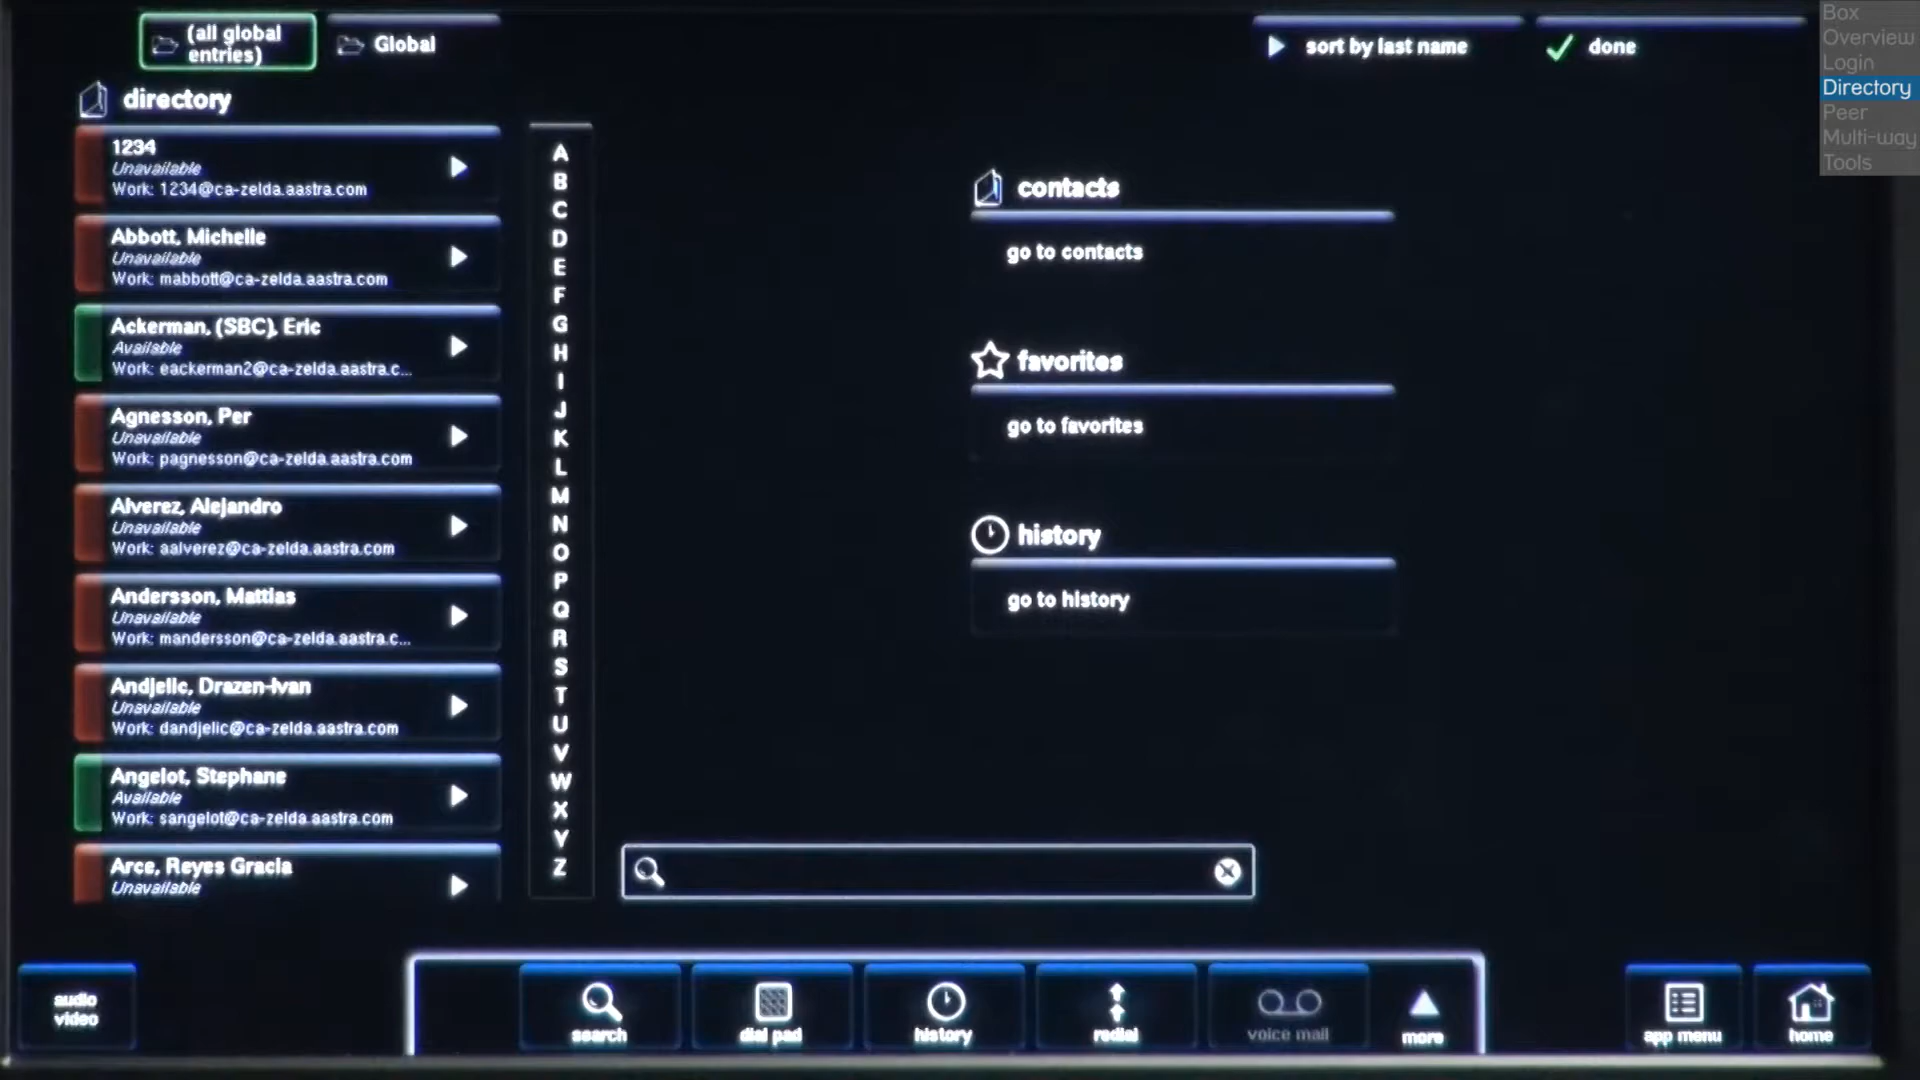 (all global
entries)
Global
sort by last name
done
Box
Overview
Login
Directory
Peer
Multi-way
Tools
directory
1234
Unavailable
Work: 1234@ca-zelda.aastra.com
Abbott, Michelle
Unavailable
Work: mabbott@ca-zelda.aastra.com
Ackerman, (SBC), Eric
Available
Work: eackerman2@ca-zelda.aastra.c...
Agnesson, Per
Unavailable
Work: pagnesson@ca-zelda.aastra.com
Alverez, Alejandro
Unavailable
Work: aalverez@ca-zelda.aastra.com
Andersson, Mattias
Unavailable
Work: mandersson@ca-zelda.aastra.c...
Andjelic, Drazen-Ivan
Unavailable
Work: dandjelic@ca-zelda.aastra.com
Angelot, Stephane
Available
Work: sangelot@ca-zelda.aastra.com
Arce, Reyes Gracia
Unavailable
A
B
C
D
E
F
G
H
I
J
K
L
M
N
O
P
Q
R
S
T
U
V
W
X
Y
Z
contacts
go to contacts
favorites
go to favorites
history
go to history
audio
video
search
dial pad
history
redial
voice mail
more
app menu
home